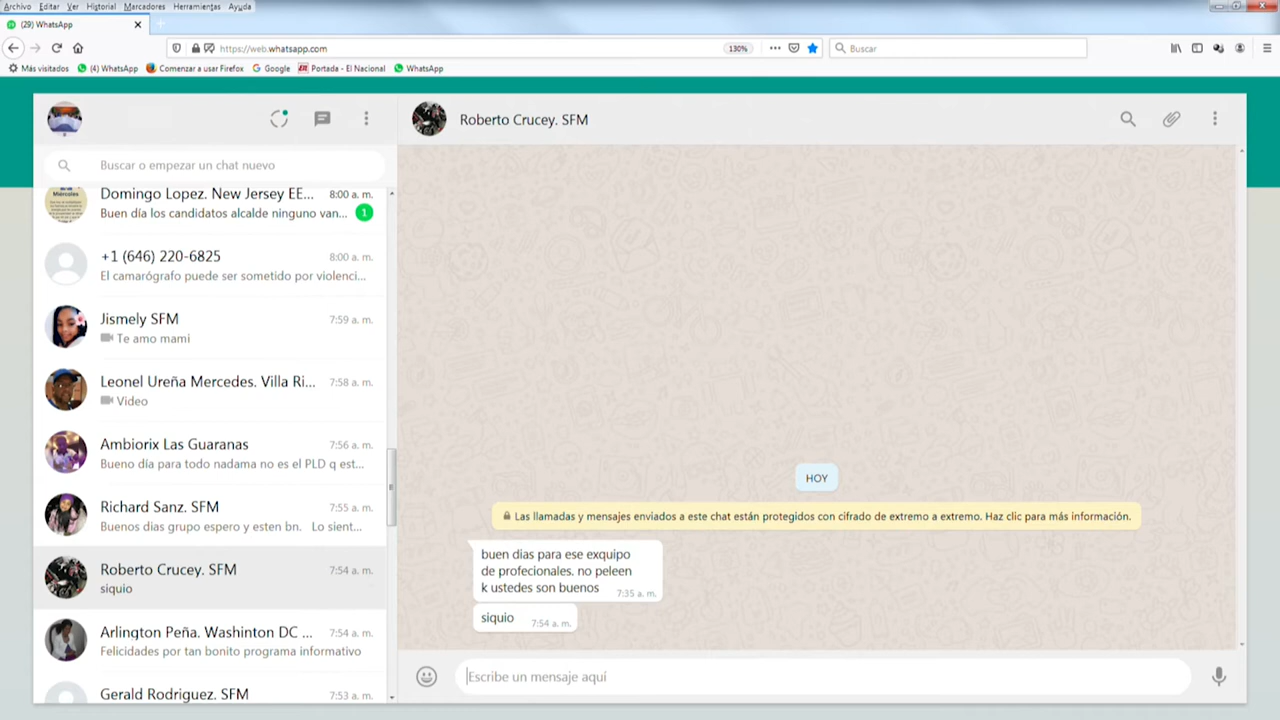 Archivo Editar Ver Historial Marcadores Herramientas Ayuda
(29) WhatsApp
https://web.whatsapp.com
130%
Buscar
Más visitados
(4) WhatsApp
Comenzar a usar Firefox
Google
Portada - El Nacional
WhatsApp
Roberto Crucey. SFM
Buscar o empezar un chat nuevo
Domingo Lopez. New Jersey EE... 8:00 a. m.
Buen día los candidatos alcalde ninguno van... 1
+1 (646) 220-6825 8:00 a. m.
El camarógrafo puede ser sometido por violenci...
Jismely SFM 7:59 a. m.
Te amo mami
Leonel Ureña Mercedes. Villa Ri... 7:58 a. m.
Video
Ambiorix Las Guaranas 7:56 a. m.
Bueno día para todo nadama no es el PLD q est...
Richard Sanz. SFM 7:55 a. m.
Buenos dias grupo espero y esten bn. Lo sient...
Roberto Crucey. SFM 7:54 a. m.
siquio
Arlington Peña. Washinton DC ... 7:54 a. m.
Felicidades por tan bonito programa informativo
Gerald Rodriguez. SFM 7:53 a. m.
HOY
Las llamadas y mensajes enviados a este chat están protegidos con cifrado de extremo a extremo. Haz clic para más información.
buen dias para ese exquipo
de profecionales. no peleen
k ustedes son buenos 7:35 a. m.
siquio 7:54 a. m.
Escribe un mensaje aquí